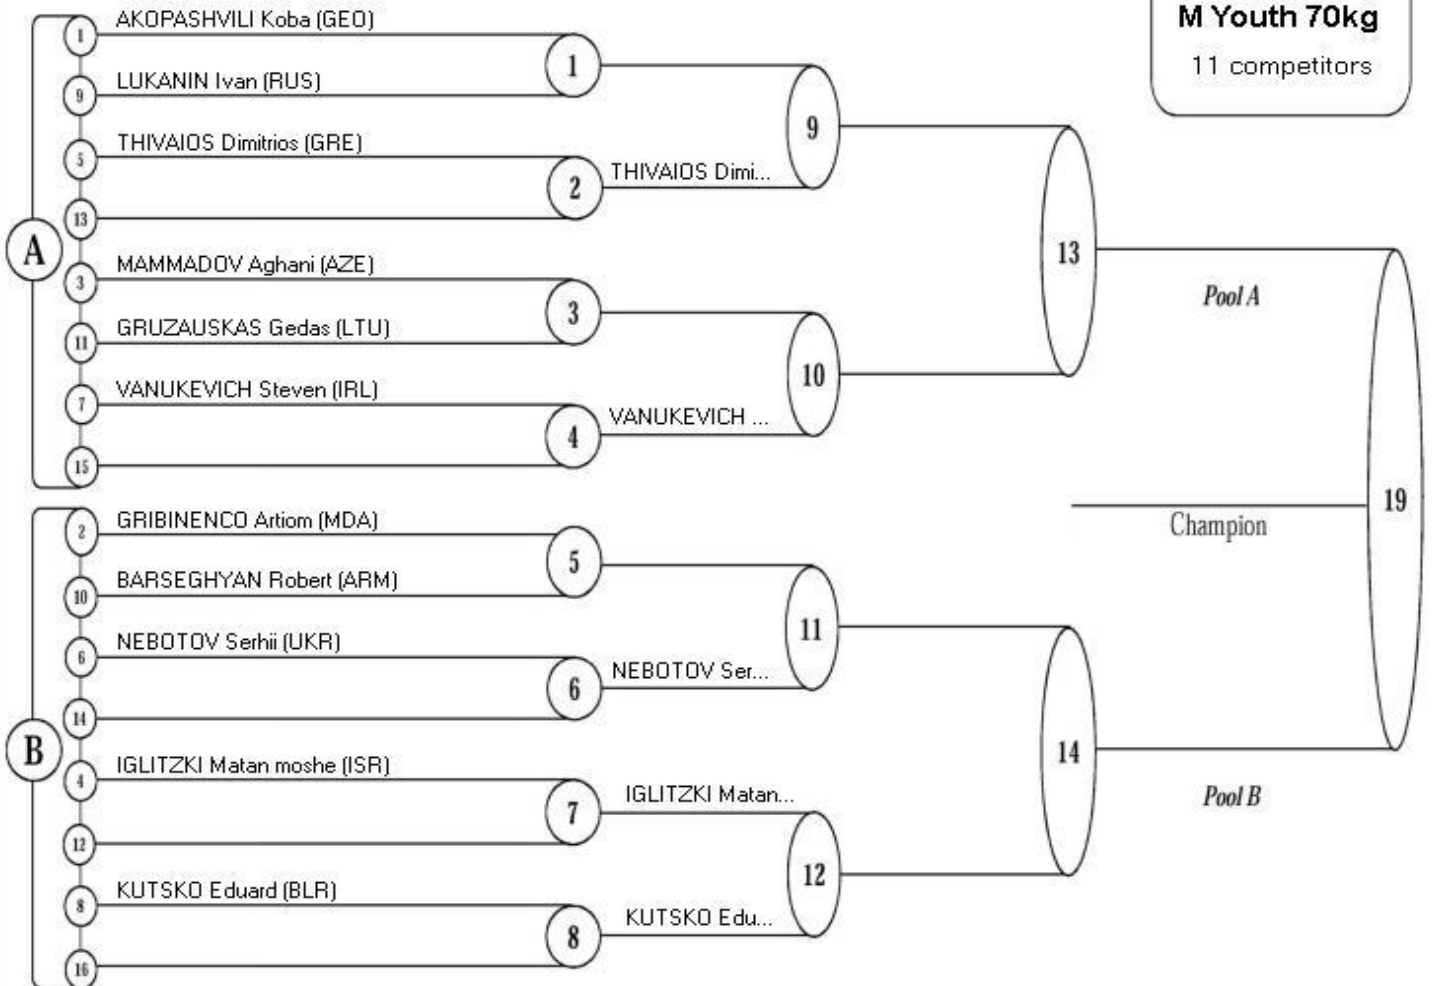 M Youth 70kg
11 competitors
A
1 AKOPASHVILI Koba (GEO)
9 LUKANIN Ivan (RUS)
5 THIVAIOS Dimitrios (GRE)
13
3 MAMMADOV Aghani (AZE)
11 GRUZAUSKAS Gedas (LTU)
7 VANUKEVICH Steven (IRL)
15
B
2 GRIBINENCO Artiom (MDA)
10 BARSEGHYAN Robert (ARM)
6 NEBOTOV Serhii (UKR)
14
4 IGLITZKI Matan moshe (ISR)
12
8 KUTSKO Eduard (BLR)
16
1
2
3
4
5
6
7
8
THIVAIOS Dimi...
VANUKEVICH ...
NEBOTOV Ser...
IGLITZKI Matan...
KUTSKO Edu...
9
10
11
12
13
14
Pool A
Champion
Pool B
19